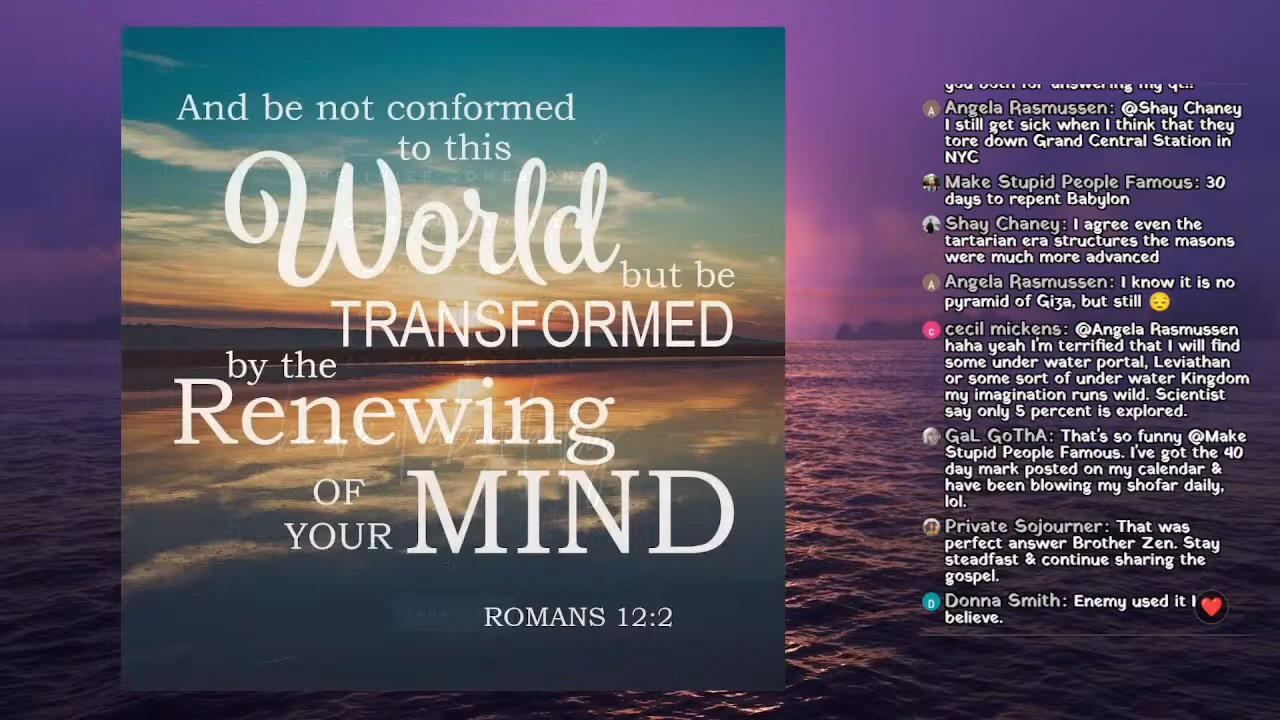 And be not conformed
to this
World
but be
TRANSFORMED
by the
Renewing
OF
YOUR MIND
ROMANS 12:2
you both for answering my qt!!
Angela Rasmussen: @Shay Chaney
I still get sick when I think that they
tore down Grand Central Station in
NYC
Make Stupid People Famous: 30
days to repent Babylon
Shay Chaney: I agree even the
tartarian era structures the masons
were much more advanced
A
Angela Rasmussen: I know it is no
pyramid of Giza, but still 😔
cecil mickens: @Angela Rasmussen
haha yeah I'm terrified that I will find
some under water portal, Leviathan
or some sort of under water Kingdom
my imagination runs wild. Scientist
say only 5 percent is explored.
GaL GoThA: That's so funny @Make
Stupid People Famous. I've got the 40
day mark posted on my calendar &
have been blowing my shofar daily,
lol.
Private Sojourner: That was
perfect answer Brother Zen. Stay
steadfast & continue sharing the
gospel.
D
Donna Smith: Enemy used it I
believe.